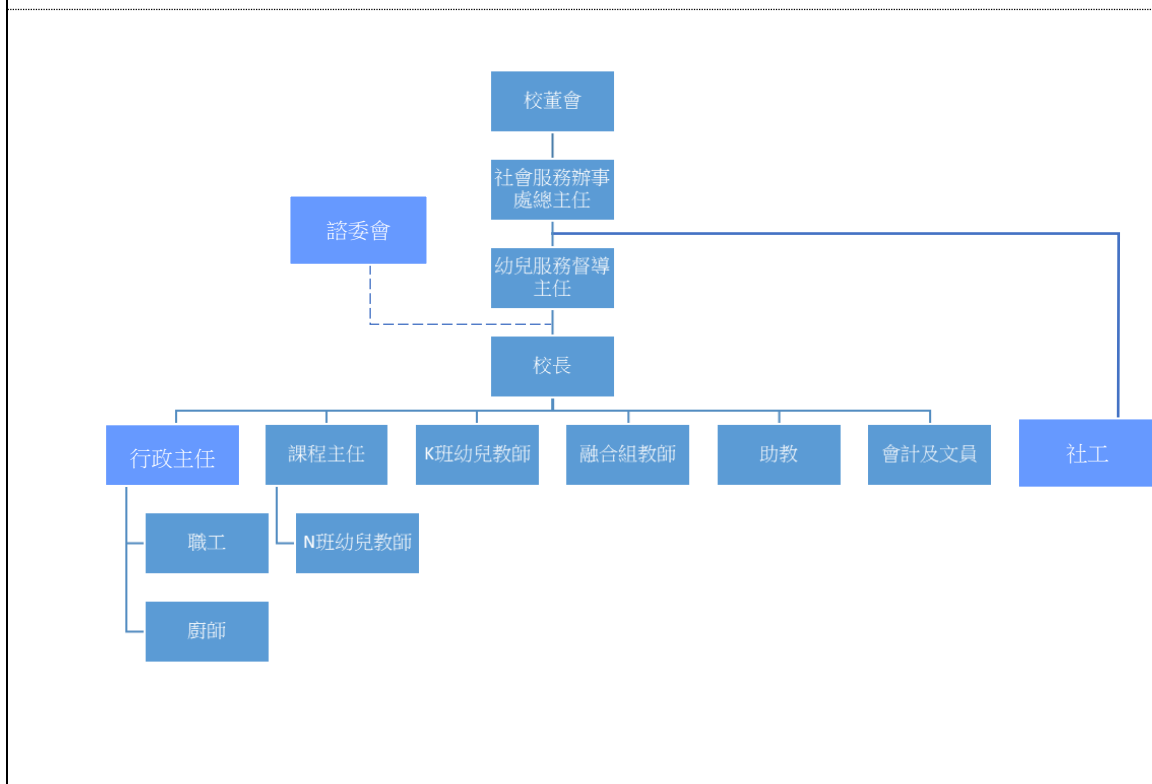 校董會
社會服務辦事
處總主任
諮委會
幼兒服務督導
主任
校長
行政主任
課程主任
K班幼兒教師
融合組教師
助教
會計及文員
社工
職工
N班幼兒教師
廚師